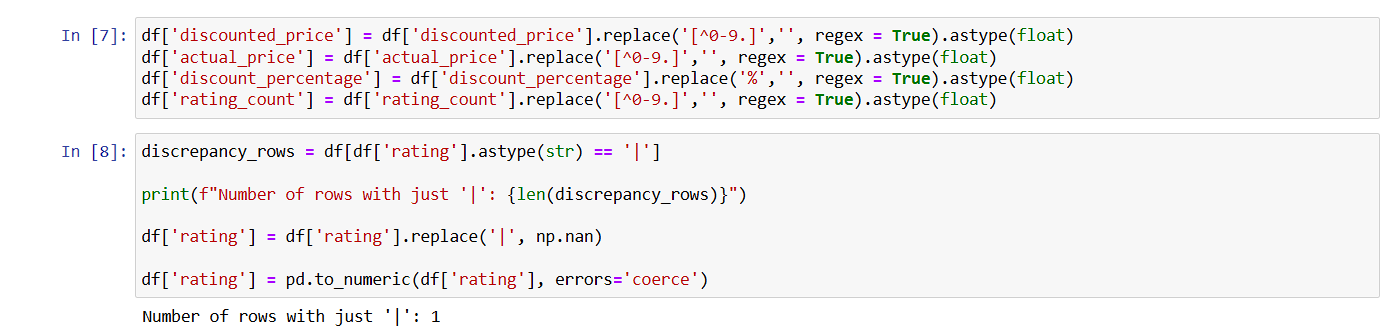 In [7]: df['discounted_price'] = df['discounted_price'].replace('[^0-9.]','', regex = True).astype(float)
df['actual_price'] = df['actual_price'].replace('[^0-9.]','', regex = True).astype(float)
df['discount_percentage'] = df['discount_percentage'].replace('%','', regex = True).astype(float)
df['rating_count'] = df['rating_count'].replace('[^0-9.]','', regex = True).astype(float)
In [8]: discrepancy_rows = df[df['rating'].astype(str) == '|']
print(f"Number of rows with just '|': {len(discrepancy_rows)}")
df['rating'] = df['rating'].replace('|', np.nan)
df['rating'] = pd.to_numeric(df['rating'], errors='coerce')
Number of rows with just '|': 1